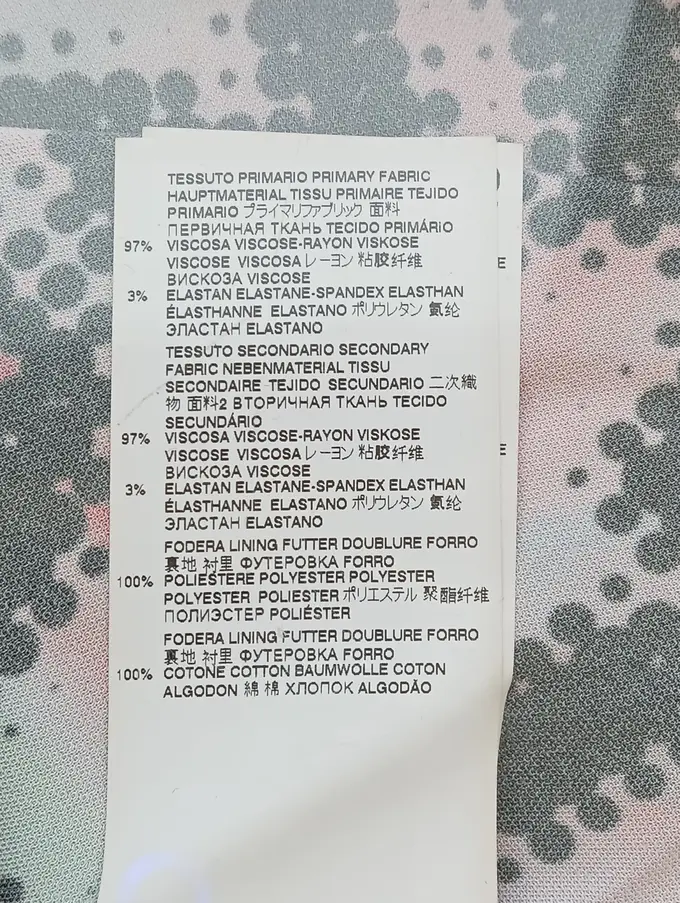 TESSUTO PRIMARIO PRIMARY FABRIC
HAUPTMATERIAL TISSU PRIMAIRE TEJIDO
PRIMARIO プライマリファブリック 面料
ПЕРВИЧНАЯ ТКАНЬ TECIDO PRIMÁRIO
97% VISCOSA VISCOSE-RAYON VISKOSE
VISCOSE VISCOSA レーヨン 粘胶纤维
ВИСКОЗА VISCOSE
3% ELASTAN ELASTANE-SPANDEX ELASTHAN
ÉLASTHANNE ELASTANO ポリウレタン 氨纶
ЭЛАСТАН ELASTANO
TESSUTO SECONDARIO SECONDARY
FABRIC NEBENMATERIAL TISSU
SECONDAIRE TEJIDO SECUNDARIO 二次織
物 面料2 ВТОРИЧНАЯ ТКАНЬ TECIDO
SECUNDÁRIO
97% VISCOSA VISCOSE-RAYON VISKOSE
VISCOSE VISCOSA レーヨン 粘胶纤维
ВИСКОЗА VISCOSE
3% ELASTAN ELASTANE-SPANDEX ELASTHAN
ÉLASTHANNE ELASTANO ポリウレタン 氨纶
ЭЛАСТАН ELASTANO
FODERA LINING FUTTER DOUBLURE FORRO
裏地 衬里 ФУТЕРОВКА FORRO
100% POLIESTERE POLYESTER POLYESTER
POLYESTER POLIESTER ポリエステル 聚酯纤维
ПОЛИЭСТЕР POLIÉSTER
FODERA LINING FUTTER DOUBLURE FORRO
裏地 衬里 ФУТЕРОВКА FORRO
100% COTONE COTTON BAUMWOLLE COTON
ALGODON 綿 棉 ХЛОПОК ALGODÃO